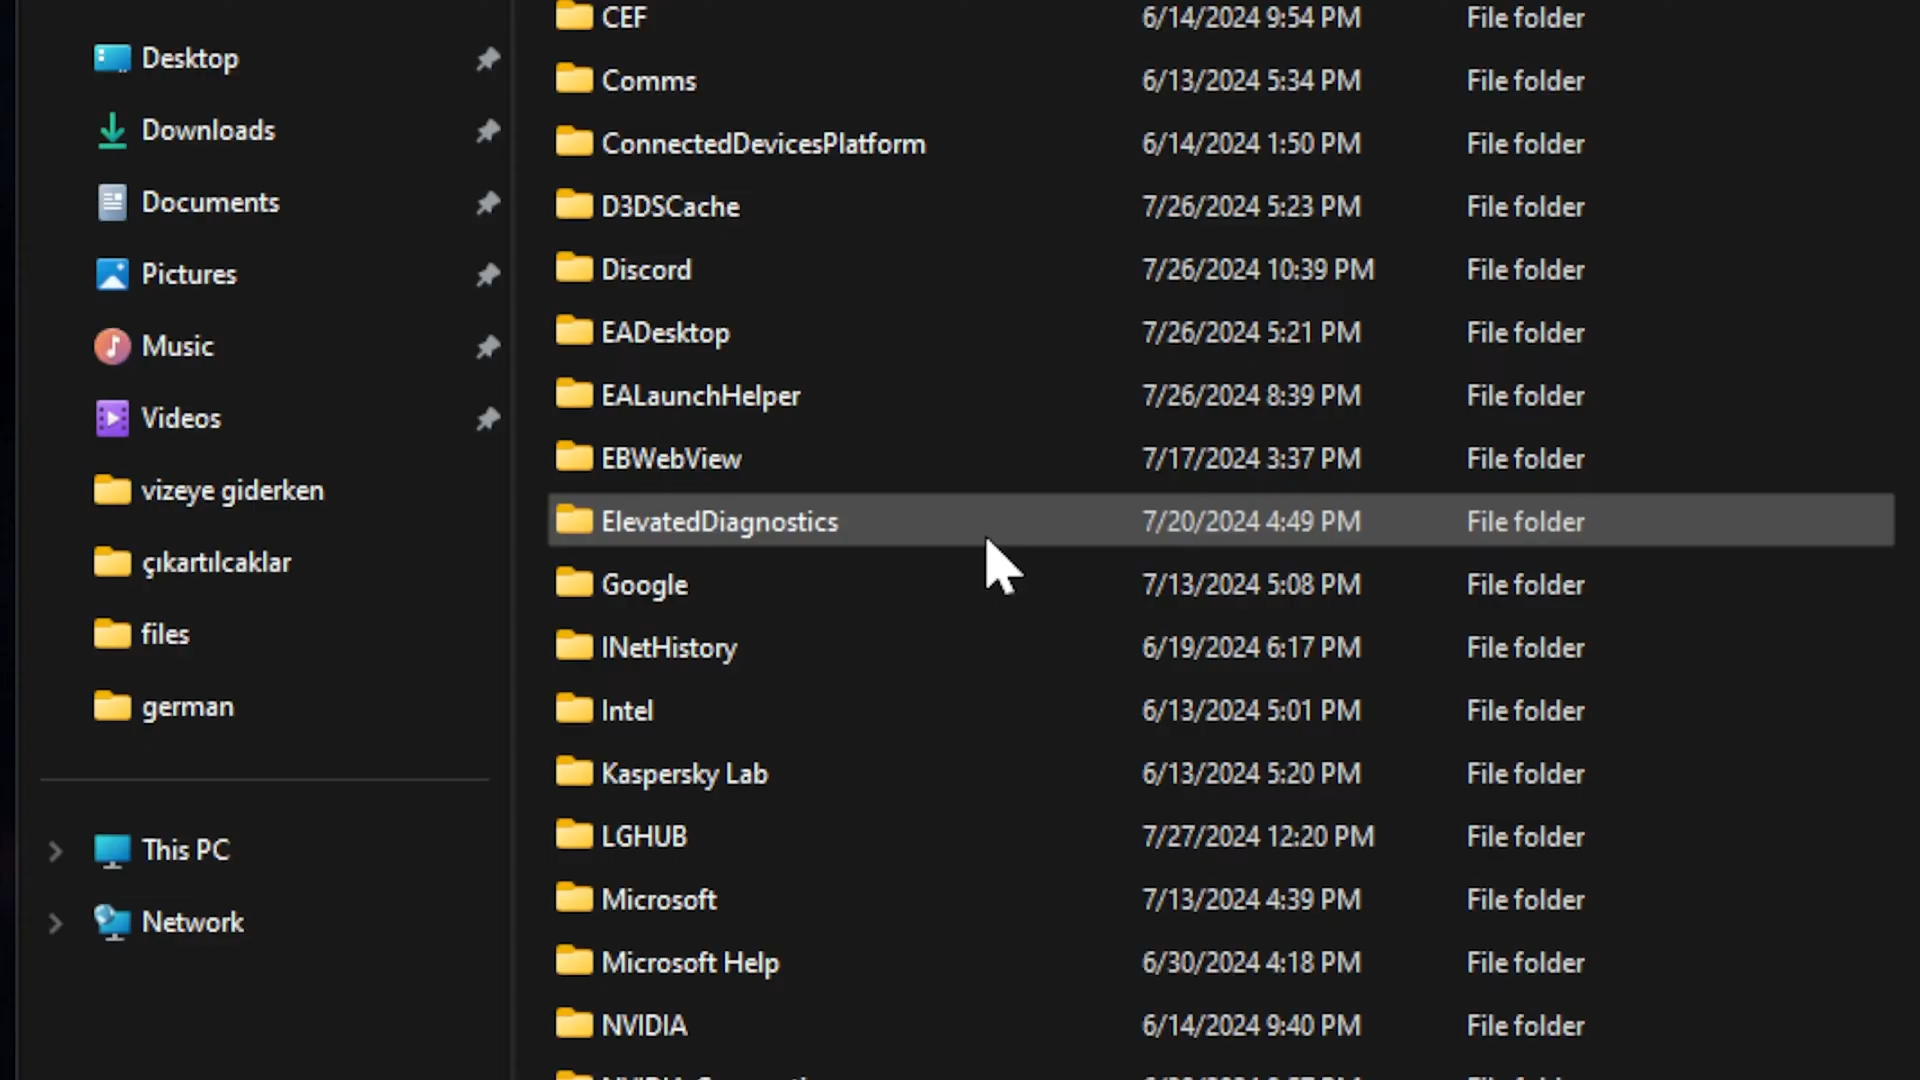 Desktop
Downloads
Documents
Pictures
Music
Videos
vizeye giderken
çıkartılcaklar
files
german
This PC
Network
CEF 6/14/2024 9:54 PM File folder
Comms 6/13/2024 5:34 PM File folder
ConnectedDevicesPlatform 6/14/2024 1:50 PM File folder
D3DSCache 7/26/2024 5:23 PM File folder
Discord 7/26/2024 10:39 PM File folder
EADesktop 7/26/2024 5:21 PM File folder
EALaunchHelper 7/26/2024 8:39 PM File folder
EBWebView 7/17/2024 3:37 PM File folder
ElevatedDiagnostics 7/20/2024 4:49 PM File folder
Google 7/13/2024 5:08 PM File folder
INetHistory 6/19/2024 6:17 PM File folder
Intel 6/13/2024 5:01 PM File folder
Kaspersky Lab 6/13/2024 5:20 PM File folder
LGHUB 7/27/2024 12:20 PM File folder
Microsoft 7/13/2024 4:39 PM File folder
Microsoft Help 6/30/2024 4:18 PM File folder
NVIDIA 6/14/2024 9:40 PM File folder